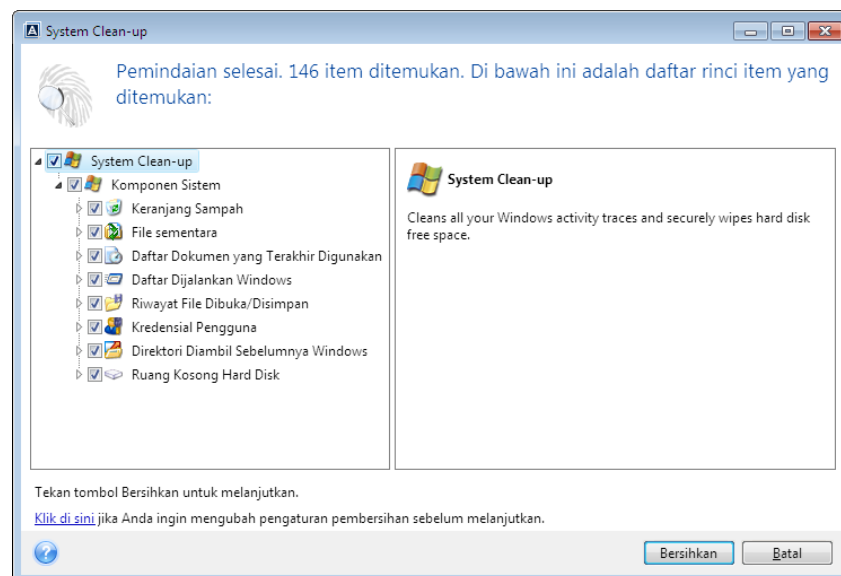 System Clean-up
Pemindaian selesai. 146 item ditemukan. Di bawah ini adalah daftar rinci item yang
ditemukan:
System Clean-up
Komponen Sistem
Keranjang Sampah
File sementara
Daftar Dokumen yang Terakhir Digunakan
Daftar Dijalankan Windows
Riwayat File Dibuka/Disimpan
Kredensial Pengguna
Direktori Diambil Sebelumnya Windows
Ruang Kosong Hard Disk
System Clean-up
Cleans all your Windows activity traces and securely wipes hard disk
free space.
Tekan tombol Bersihkan untuk melanjutkan.
Klik di sini jika Anda ingin mengubah pengaturan pembersihan sebelum melanjutkan.
Bersihkan
Batal